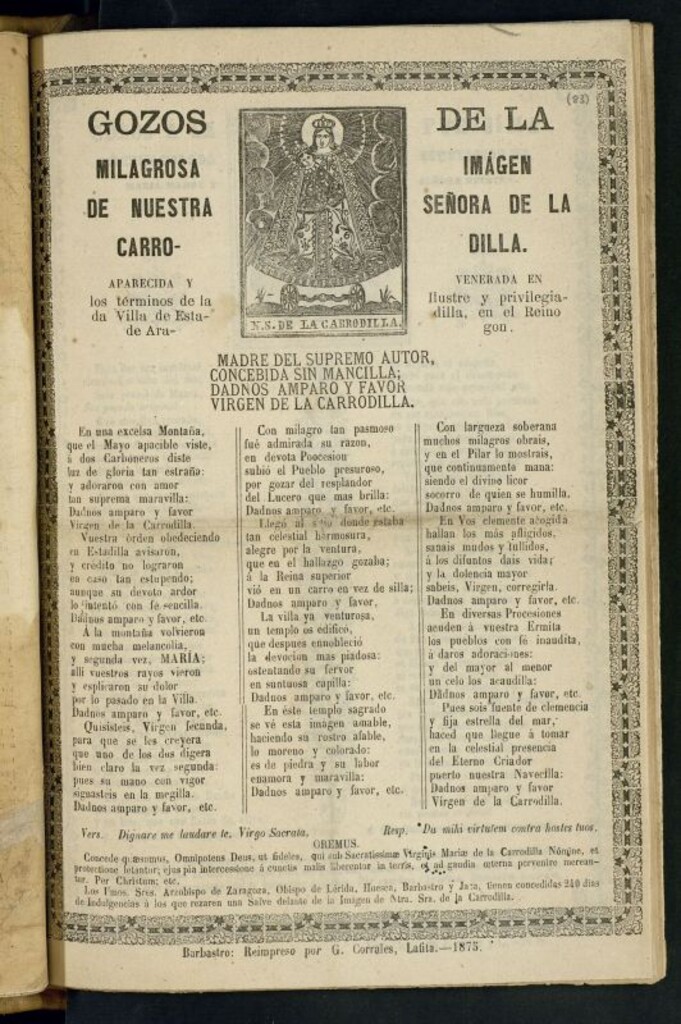 (83)
GOZOS DE LA
MILAGROSA IMÁGEN
DE NUESTRA SEÑORA DE LA
CARRO- DILLA.
APARECIDA Y VENERADA EN
los términos de la Ilustre y privilegia-
da Villa de Esta- dilla, en el Reino
de Ara- gon.
N.S. DE LA CARRODILLA.
MADRE DEL SUPREMO AUTOR,
CONCEBIDA SIN MANCILLA;
DADNOS AMPARO Y FAVOR
VIRGEN DE LA CARRODILLA.
En una excelsa Montaña,
que el Mayo apacible viste,
á dos Carboneros diste
luz de gloria tan estraña:
y adoraron con amor
tan suprema maravilla:
Dadnos amparo y favor
Virgen de la Carrodilla.
Vuestra órden obedeciendo
en Estadilla avisaron,
y crédito no lograron
en caso tan estupendo;
aunque su devoto ardor
lo intentó con fé sencilla.
Dadnos amparo y favor, etc.
A la montaña volvieron
con mucha melancolia,
y segunda vez, MARÍA;
allí vuestros rayos vieron
y esplicaron su dolor
por lo pasado en la Villa.
Dadnos amparo y favor, etc.
Quisisteis, Virgen fecunda,
para que se les creyera
que uno de los dos digera
bien claro la vez segunda:
pues su mano con vigor
signasteis en la megilla.
Dadnos amparo y favor, etc.
Con milagro tan pasmoso
fué admirada su razon,
en devota Pocesion
subió el Pueblo presuroso,
por gozar del resplandor
del Lucero que mas brilla:
Dadnos amparo y favor, etc.
Llegó al sitio donde estaba
tan celestial hermosura,
alegre por la ventura,
que en el hallazgo gozaba;
á la Reina superior
vió en un carro en vez de silla;
Dadnos amparo y favor,
La villa ya venturosa,
un templo os edificó,
que despues ennobleció
la devocion mas piadosa:
ostentando su fervor
en suntuosa capilla:
Dadnos amparo y favor, etc.
En éste templo sagrado
se vé esta imágen amable,
haciendo su rostro afable,
lo moreno y colorado:
es de piedra y su labor
enamora y maravilla:
Dadnos amparo y favor, etc.
Con largueza soberana
muchos milagros obrais,
y en el Pilar lo mostrais,
que continuamente mana:
siendo el divino licor
socorro de quien se humilla.
Dadnos amparo y favor, etc.
En Vos clemente acogida
hallan los más afligidos,
sanais mudos y tullidos,
á los difuntos dais vida;
y la dolencia mayor
sabeis, Virgen, corregirla.
Dadnos amparo y favor, etc.
En diversas Procesiones
acuden á vuestra Ermita
los pueblos con fé inaudita,
á daros adoraciones:
y del mayor al menor
un celo los acaudilla:
Dadnos amparo y favor, etc.
Pues sois fuente de clemencia
y fija estrella del mar,
haced que llegue á tomar
en la celestial presencia
del Eterno Criador
puerto nuestra Navecilla:
Dadnos amparo y favor
Virgen de la Carrodilla.
Vers. Dignare me laudare te. Virgo Sacrata. Resp. Da mihi virtutem contra hostes tuos.
OREMUS.
Concede quæsumus, Omnipotens Deus, ut fideles, qui sub Sacratissimæ Virginis Mariæ de la Carrodilla Nómine, et
protectione lætantur; ejus pia intercessione á cunctis malis liberentur in terris, et ad gaudia æterna pervenire merean-
tur. Per Christum; etc.
Los Ilmos. Sres. Arzobispo de Zaragoza, Obispo de Lérida, Huesca, Barbastro y Jaca, tienen concedidas 240 dias
de Indulgencias á los que rezaren una Salve delante de la Imágen de Ntra. Sra. de la Carrodilla.
Barbastro: Reimpreso por G. Corrales, Lafita.—1875.